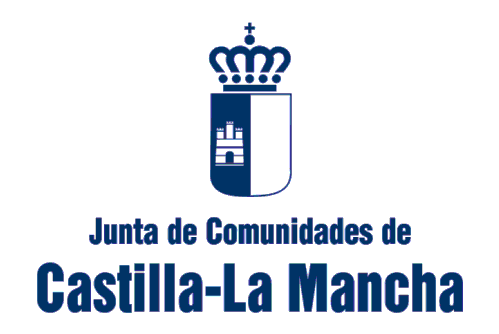 Junta de Comunidades de
Castilla-La Mancha